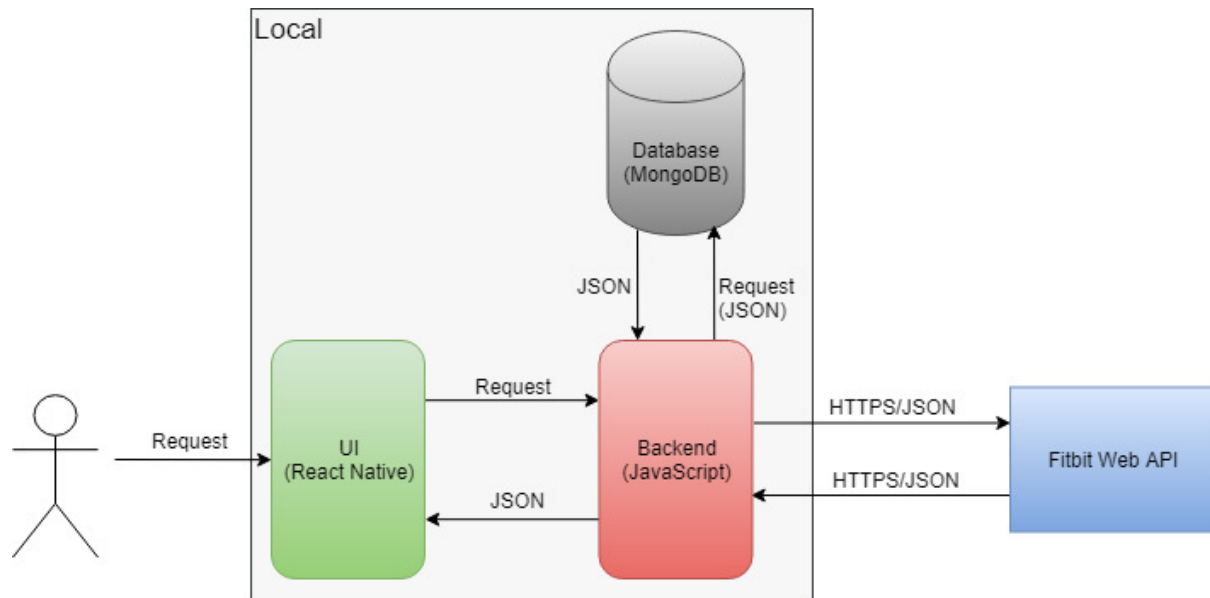 Local
Database
(MongoDB)
JSON
Request
(JSON)
Request
Request
UI
(React Native)
JSON
Backend
(JavaScript)
HTTPS/JSON
HTTPS/JSON
Fitbit Web API